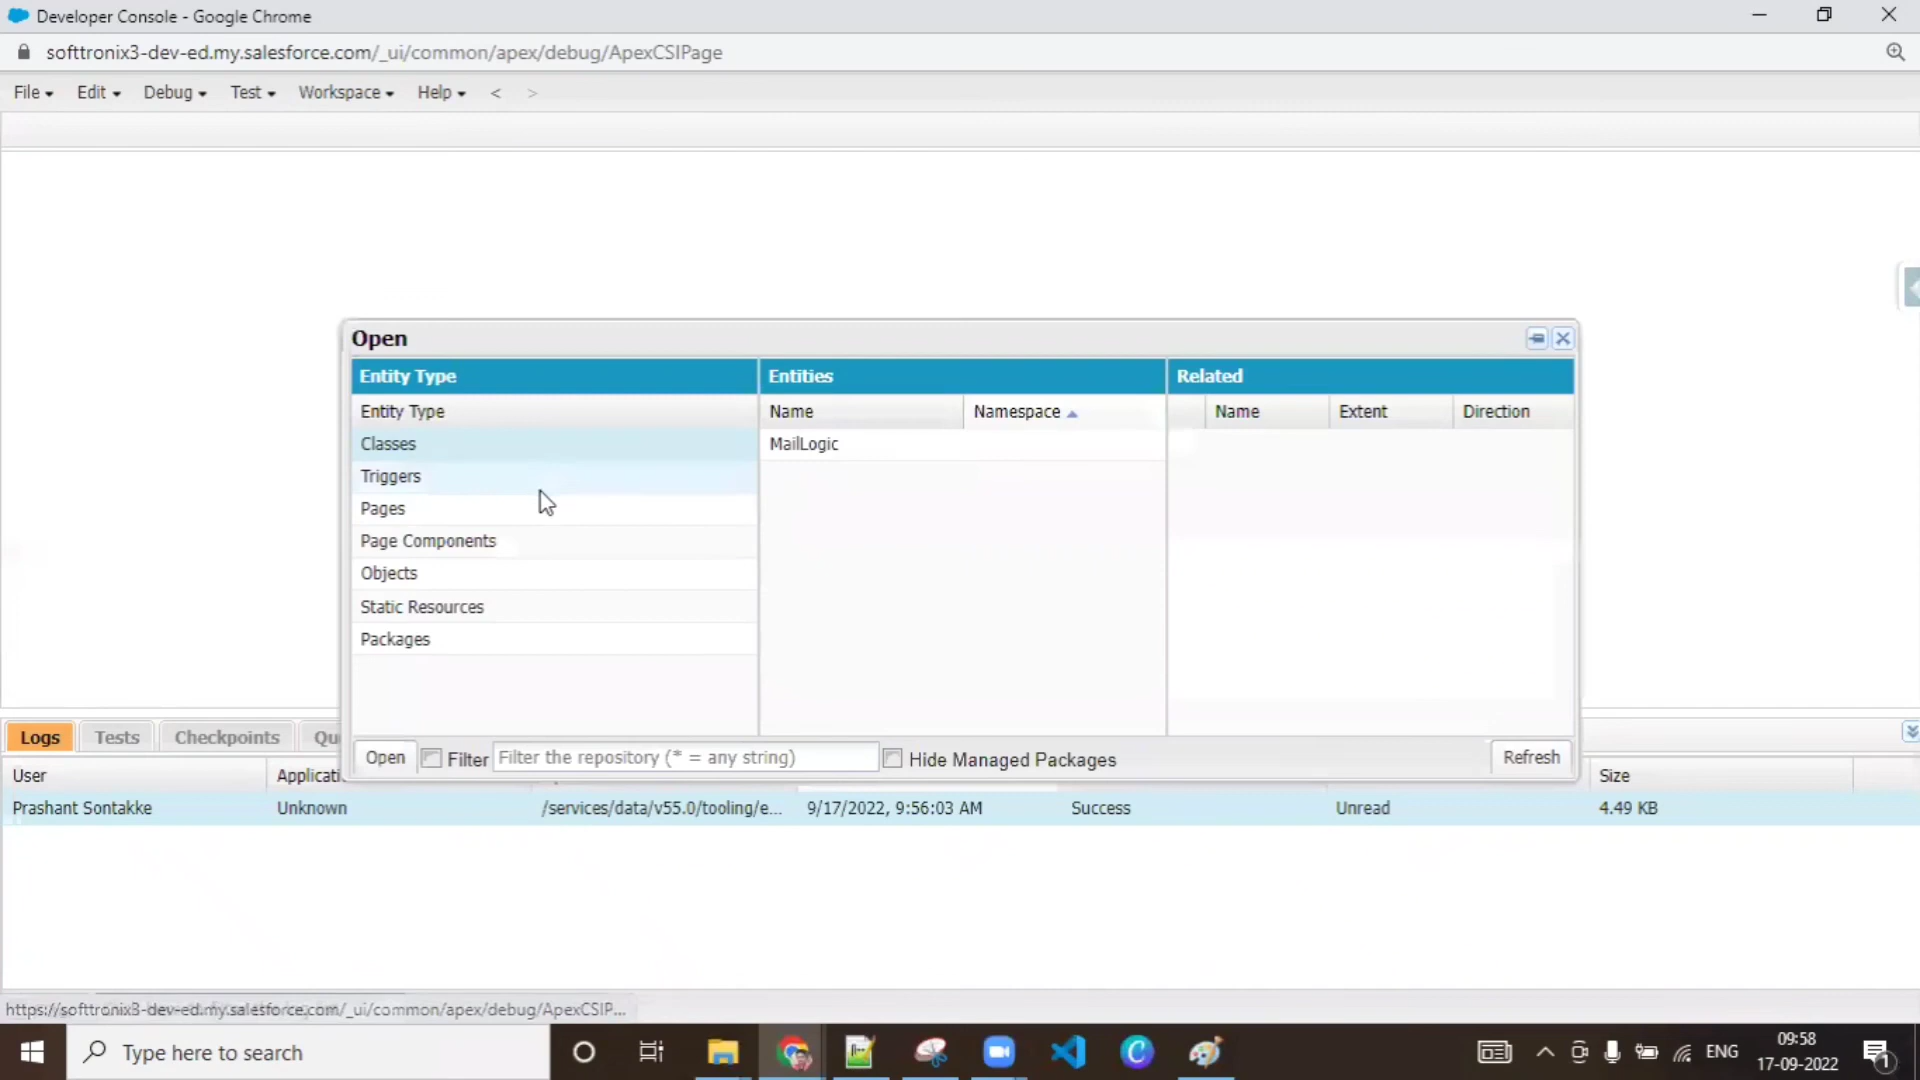 Developer Console - Google Chrome
softtronix3-dev-ed.my.salesforce.com/_ui/common/apex/debug/ApexCSIPage
File Edit Debug Test Workspace Help < >
Open
Entity Type Entities Related
Entity Type Name Namespace Name Extent Direction
Classes MailLogic
Triggers
Pages
Page Components
Objects
Static Resources
Packages
Logs Tests Checkpoints Qu
Open Filter Filter the repository (* = any string) Hide Managed Packages Refresh
User Applicati Size
Prashant Sontakke Unknown /services/data/v55.0/tooling/e... 9/17/2022, 9:56:03 AM Success Unread 4.49 KB
https://softtronix3-dev-ed.my.salesforce.com/_ui/common/apex/debug/ApexCSIP...
Type here to search ENG 09:58
17-09-2022 1